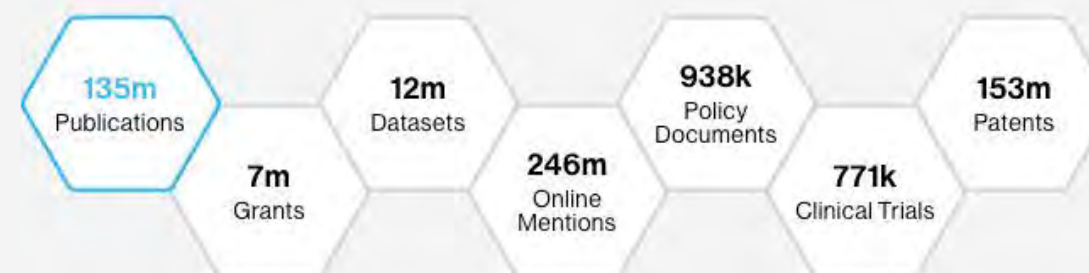 135m
Publications
7m
Grants
12m
Datasets
246m
Online
Mentions
938k
Policy
Documents
771k
Clinical Trials
153m
Patents